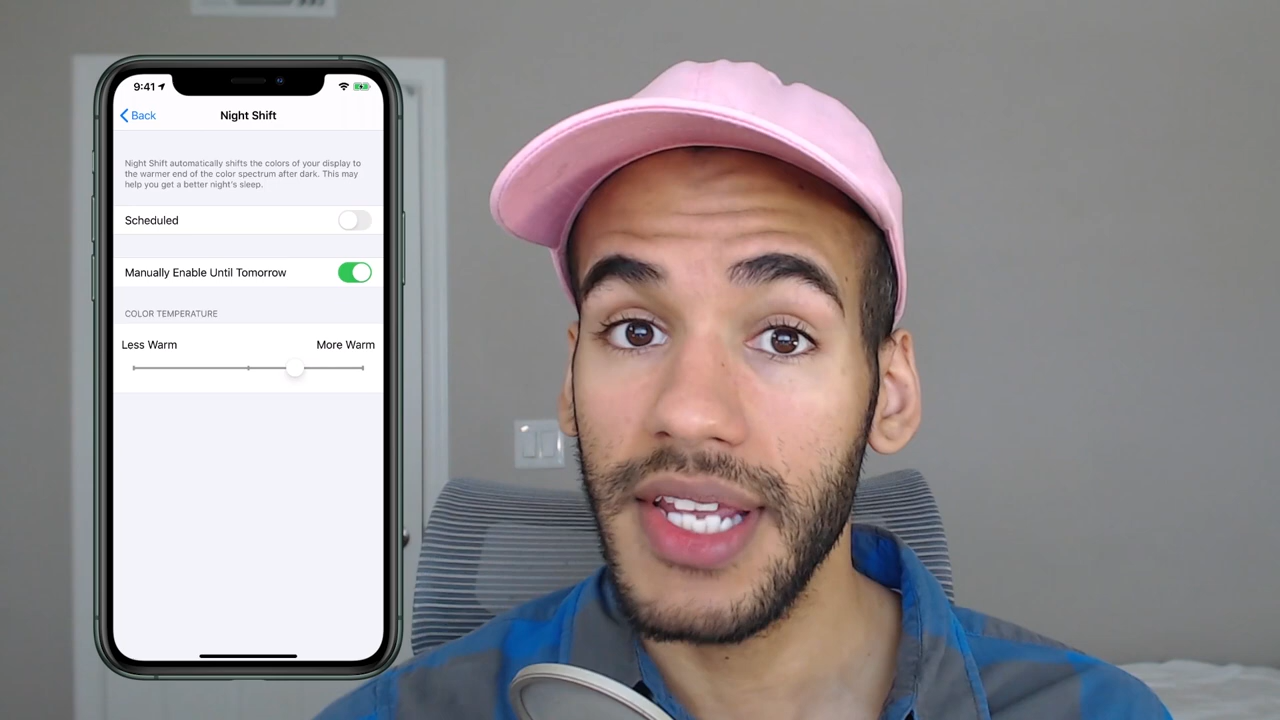 9:41
Back
Night Shift
Night Shift automatically shifts the colors of your display to
the warmer end of the color spectrum after dark. This may
help you get a better night's sleep.
Scheduled
Manually Enable Until Tomorrow
COLOR TEMPERATURE
Less Warm
More Warm